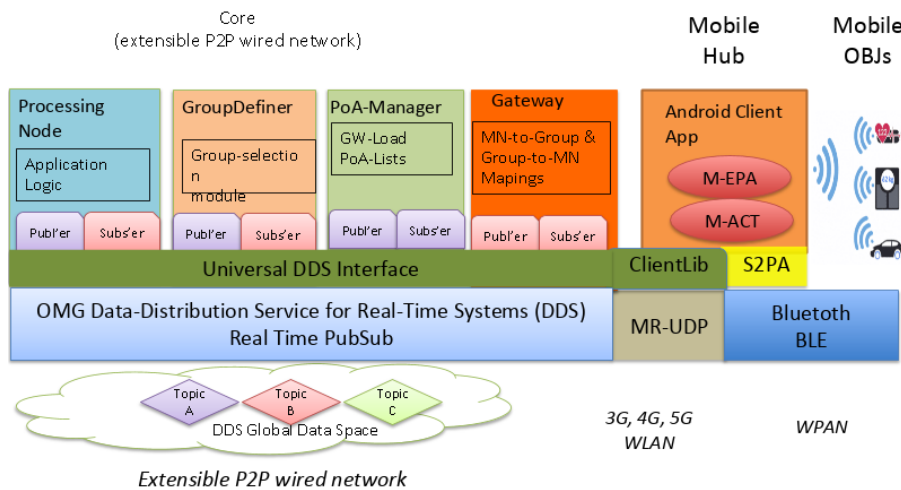 Core
(extensible P2P wired network)
Mobile
Hub
Mobile
OBJs
Processing
Node
Application
Logic
Publ'er
Subs'er
GroupDefiner
Group-selectio
n
module
Publ'er
Subs'er
PoA-Manager
GW-Load
PoA-Lists
Publ'er
Subs'er
Gateway
MN-to-Group &
Group-to-MN
Mapings
Publ'er
Subs'er
Android Client
App
M-EPA
M-ACT
Universal DDS Interface
ClientLib
S2PA
OMG Data-Distribution Service for Real-Time Systems (DDS)
Real Time PubSub
MR-UDP
Bluetoth
BLE
Topic
A
Topic
B
Topic
C
DDS Global Data Space
3G, 4G, 5G
WLAN
WPAN
Extensible P2P wired network